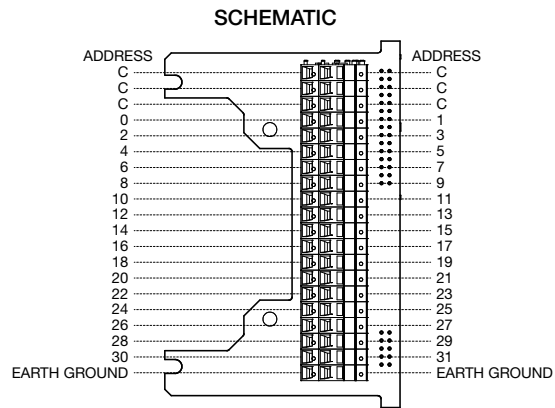 SCHEMATIC
ADDRESS ADDRESS
C C
C C
C C
0 1
2 3
4 5
6 7
8 9
10 11
12 13
14 15
16 17
18 19
20 21
22 23
24 25
26 27
28 29
30 31
EARTH GROUND EARTH GROUND